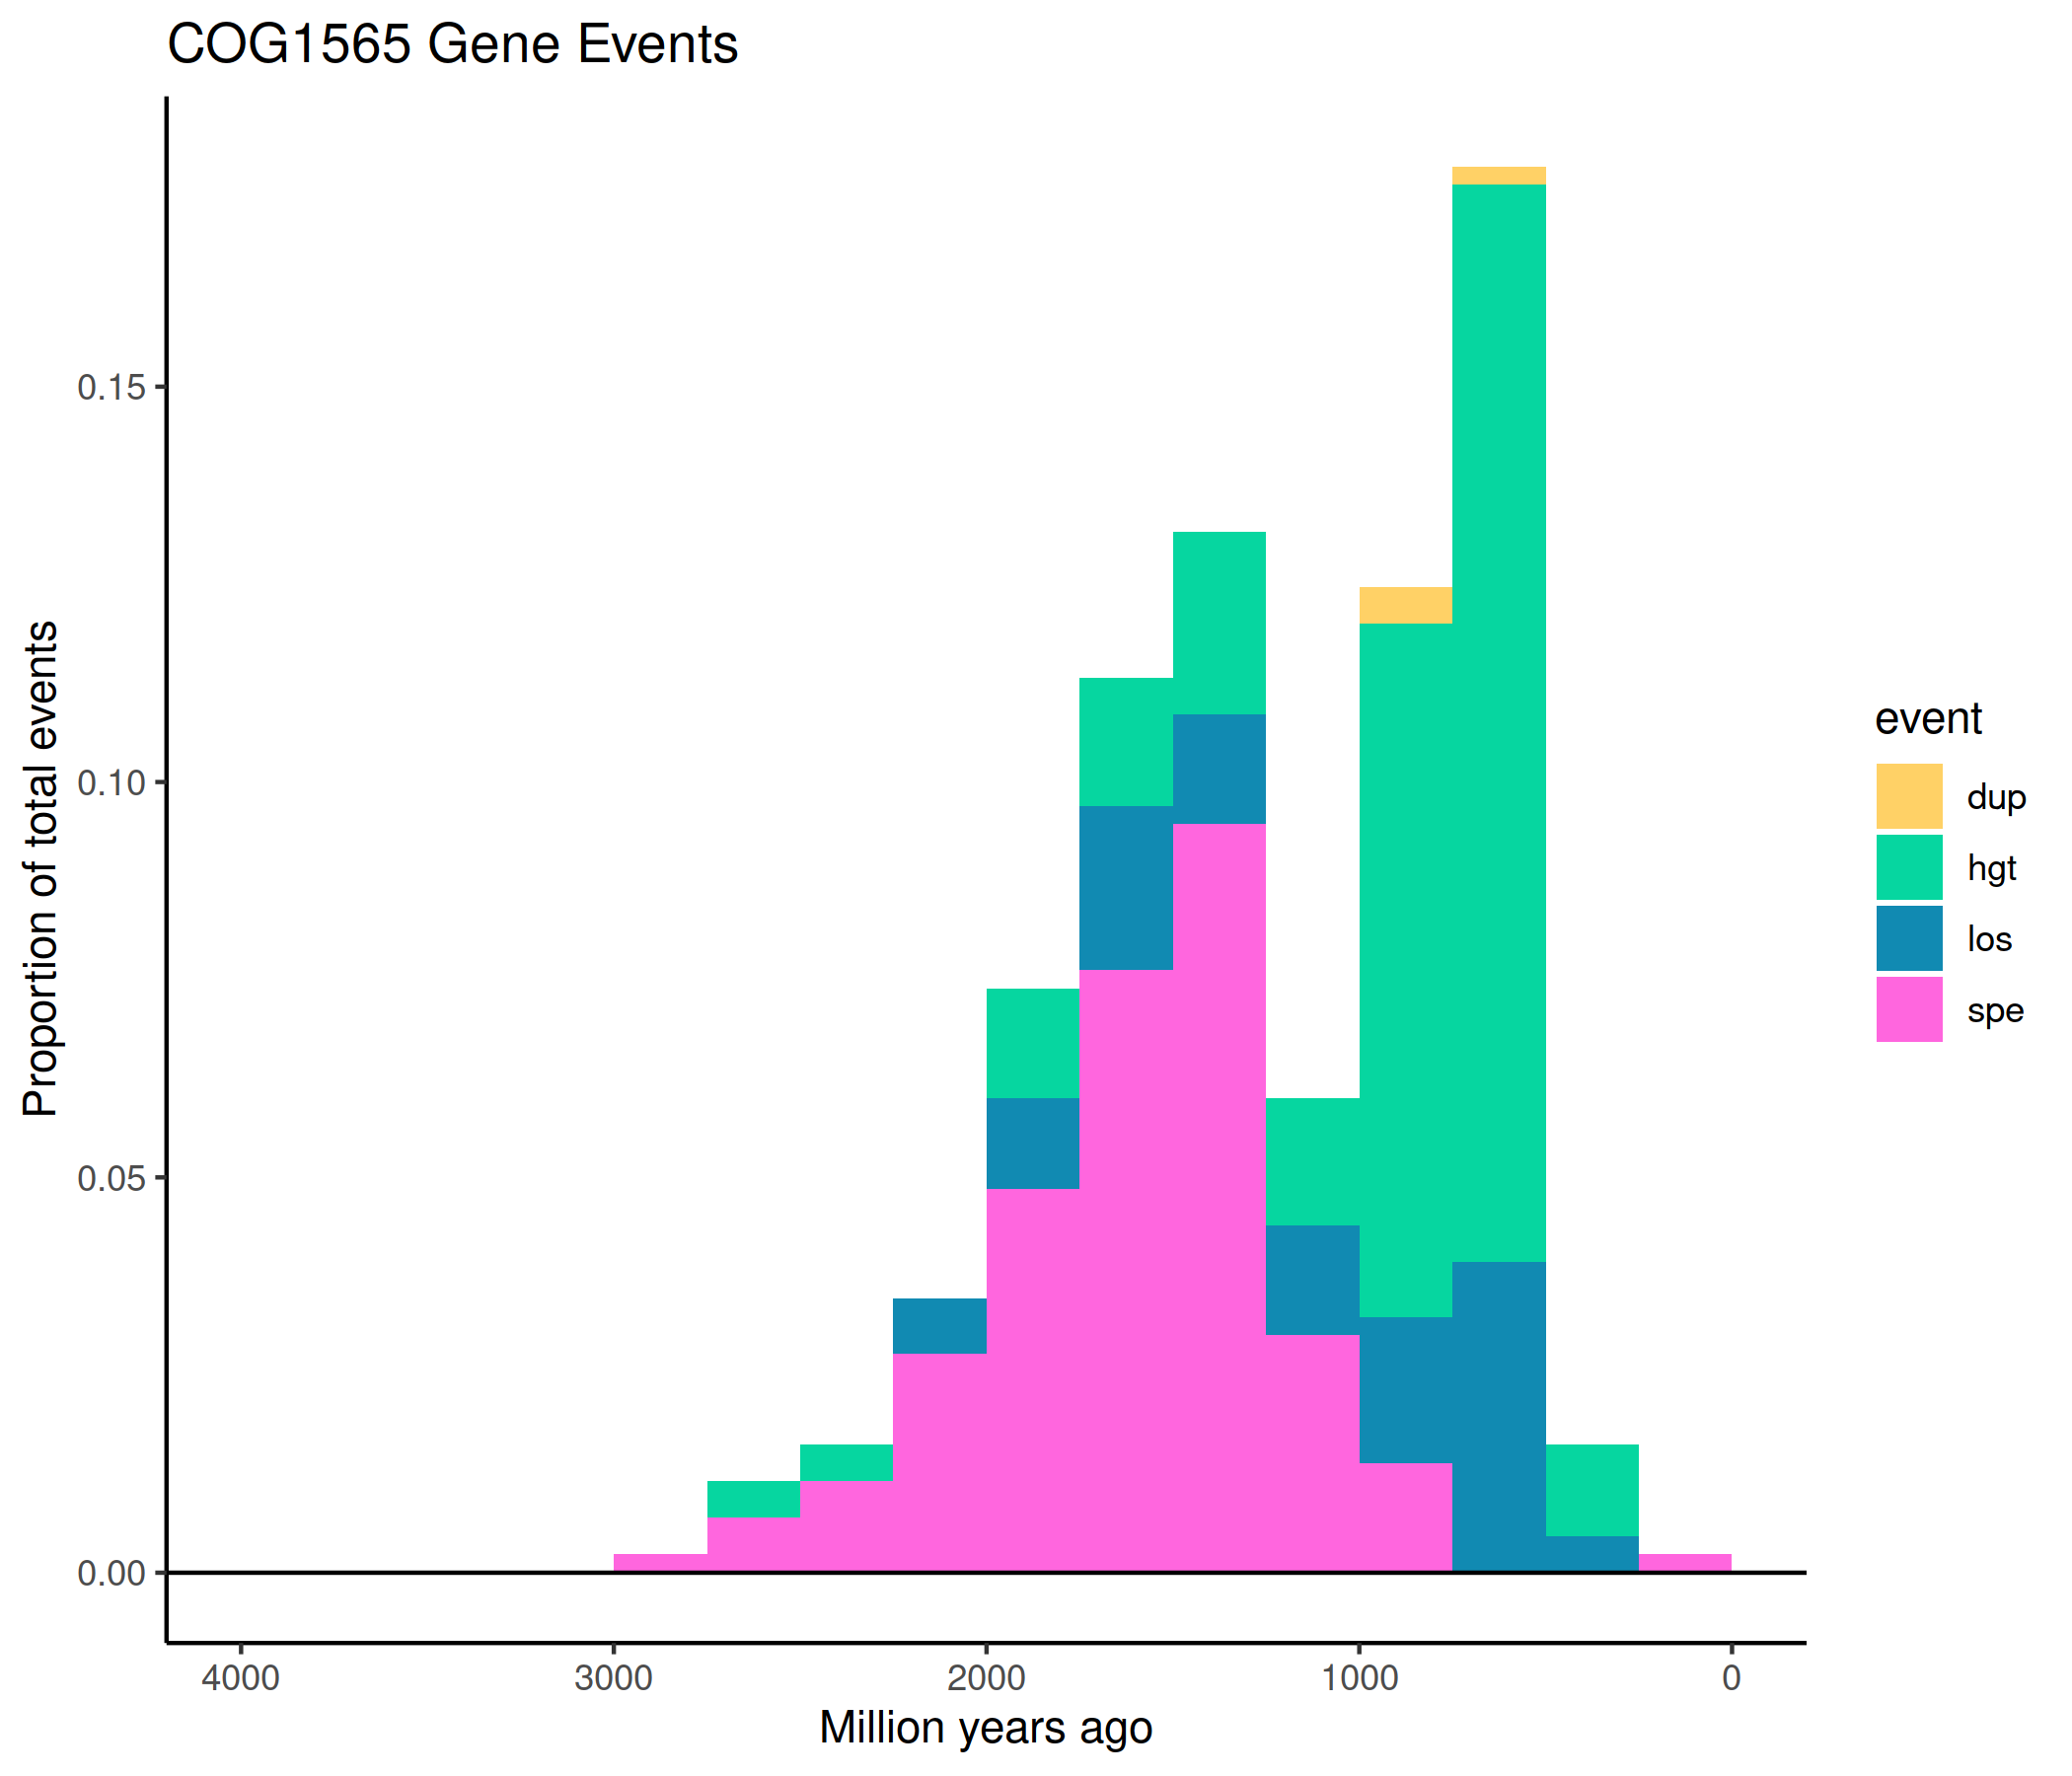 COG1565 Gene Events
Proportion of total events
0.15
0.10
0.05
0.00
4000 3000 2000 1000 0
Million years ago
event
dup
hgt
los
spe